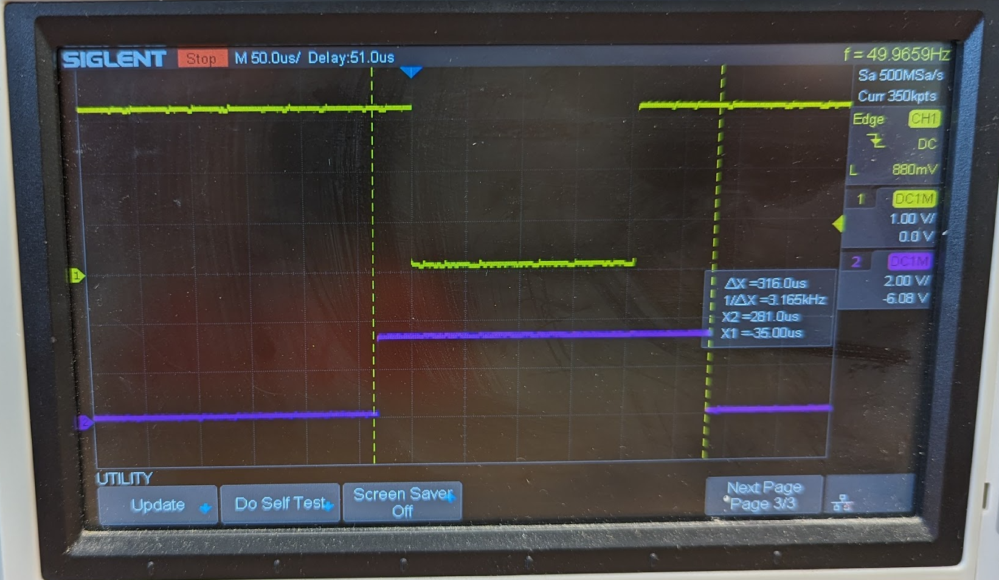 SIGLENT Stop M 50.0us/ Delay:51.0us f = 49.9659Hz
Sa 500MSa/s
Curr 350kpts
Edge CH1
DC
L 880mV
1 DC1M
1.00 V/
0.0 V
2 DC1M
2.00 V/
-6.08 V
1
2
ΔX =316.0us
1/ΔX =3.165kHz
X2 =281.0us
X1 =-35.00us
UTILITY
Update
Do Self Test
Screen Saver
Off
Next Page
Page 3/3